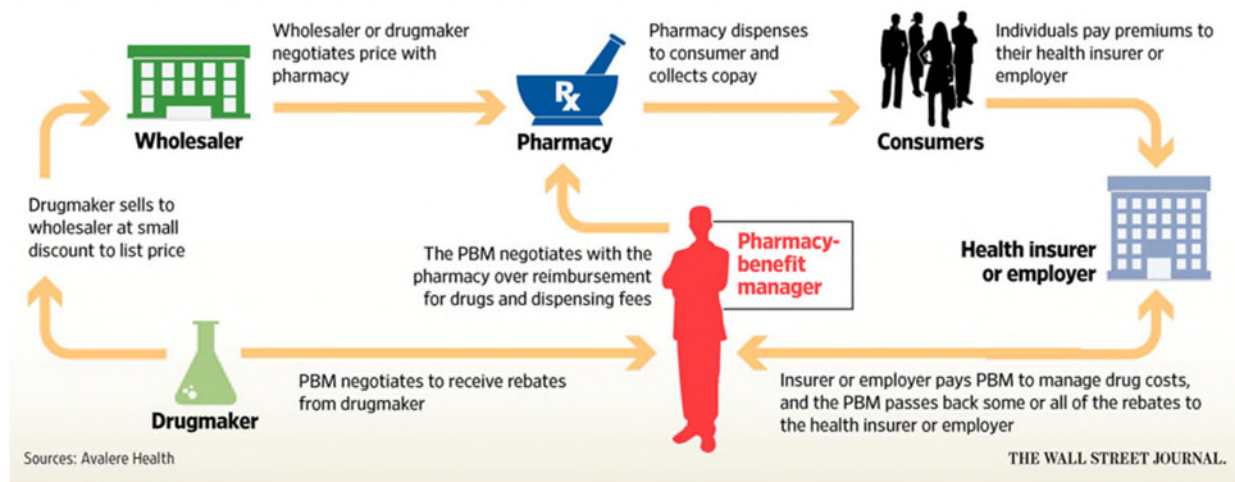 Wholesaler or drugmaker
negotiates price with
pharmacy
Pharmacy dispenses
to consumer and
collects copay
Individuals pay premiums to
their health insurer or
employer
Rx
Wholesaler
Pharmacy
Consumers
Drugmaker sells to
wholesaler at small
discount to list price
The PBM negotiates with the
pharmacy over reimbursement
for drugs and dispensing fees
Pharmacy-
benefit
manager
Health insurer
or employer
PBM negotiates to receive rebates
from drugmaker
Drugmaker
Insurer or employer pays PBM to manage drug costs,
and the PBM passes back some or all of the rebates to
the health insurer or employer
Sources: Avalere Health
THE WALL STREET JOURNAL.